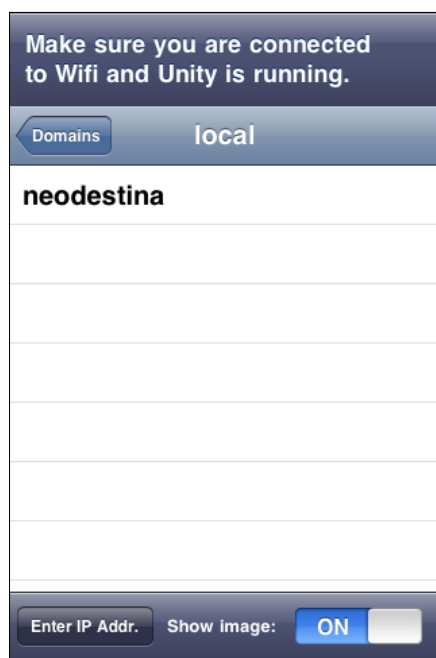 Make sure you are connected
to Wifi and Unity is running.
Domains local
neodestina
Enter IP Addr. Show image: ON